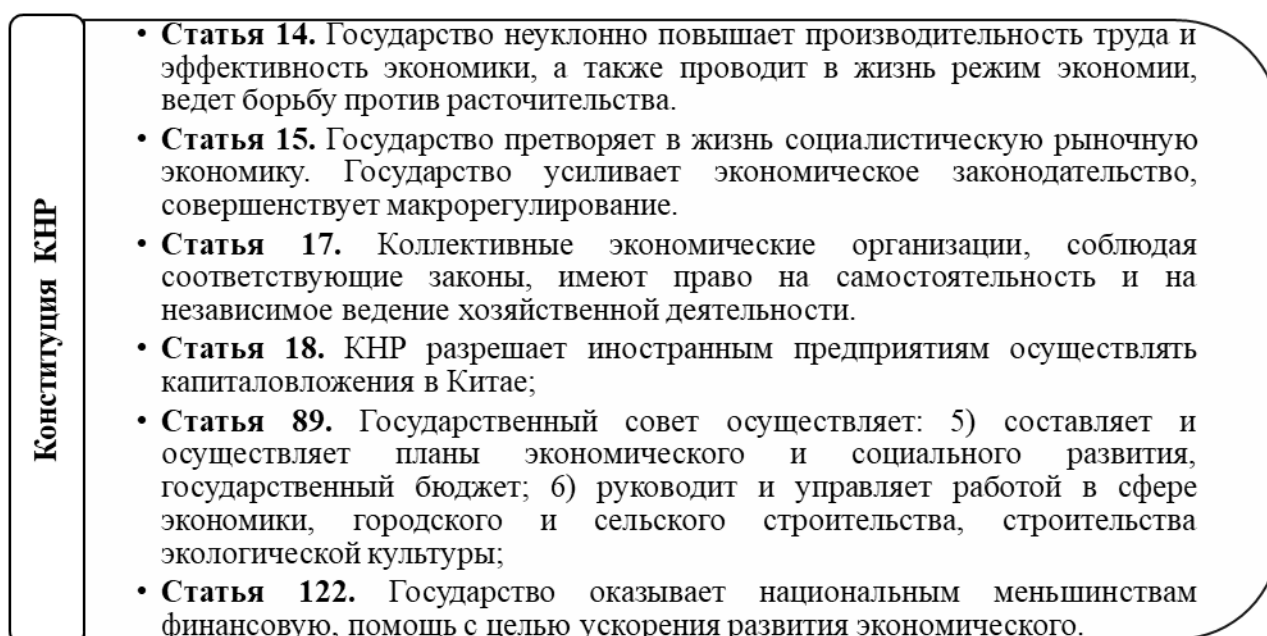 Конституция КНР
• Статья 14. Государство неуклонно повышает производительность труда и
эффективность экономики, а также проводит в жизнь режим экономии,
ведет борьбу против расточительства.
• Статья 15. Государство претворяет в жизнь социалистическую рыночную
экономику. Государство усиливает экономическое законодательство,
совершенствует макрорегулирование.
• Статья 17. Коллективные экономические организации, соблюдая
соответствующие законы, имеют право на самостоятельность и на
независимое ведение хозяйственной деятельности.
• Статья 18. КНР разрешает иностранным предприятиям осуществлять
капиталовложения в Китае;
• Статья 89. Государственный совет осуществляет: 5) составляет и
осуществляет планы экономического и социального развития,
государственный бюджет; 6) руководит и управляет работой в сфере
экономики, городского и сельского строительства, строительства
экологической культуры;
• Статья 122. Государство оказывает национальным меньшинствам
финансовую, помощь с целью ускорения развития экономического.